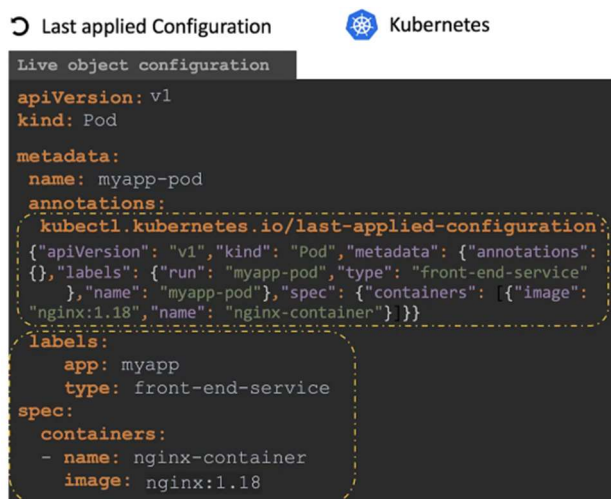 Last applied Configuration
Kubernetes
Live object configuration
apiVersion: v1
kind: Pod
metadata:
name: myapp-pod
annotations:
kubectl.kubernetes.io/last-applied-configuration:
{"apiVersion": "v1","kind": "Pod","metadata": {"annotations":
{},"labels": {"run": "myapp-pod","type": "front-end-service"
},"name": "myapp-pod"},"spec": {"containers": [{"image":
"nginx:1.18","name": "nginx-container"}]}}
labels:
app: myapp
type: front-end-service
spec:
containers:
- name: nginx-container
image: nginx:1.18